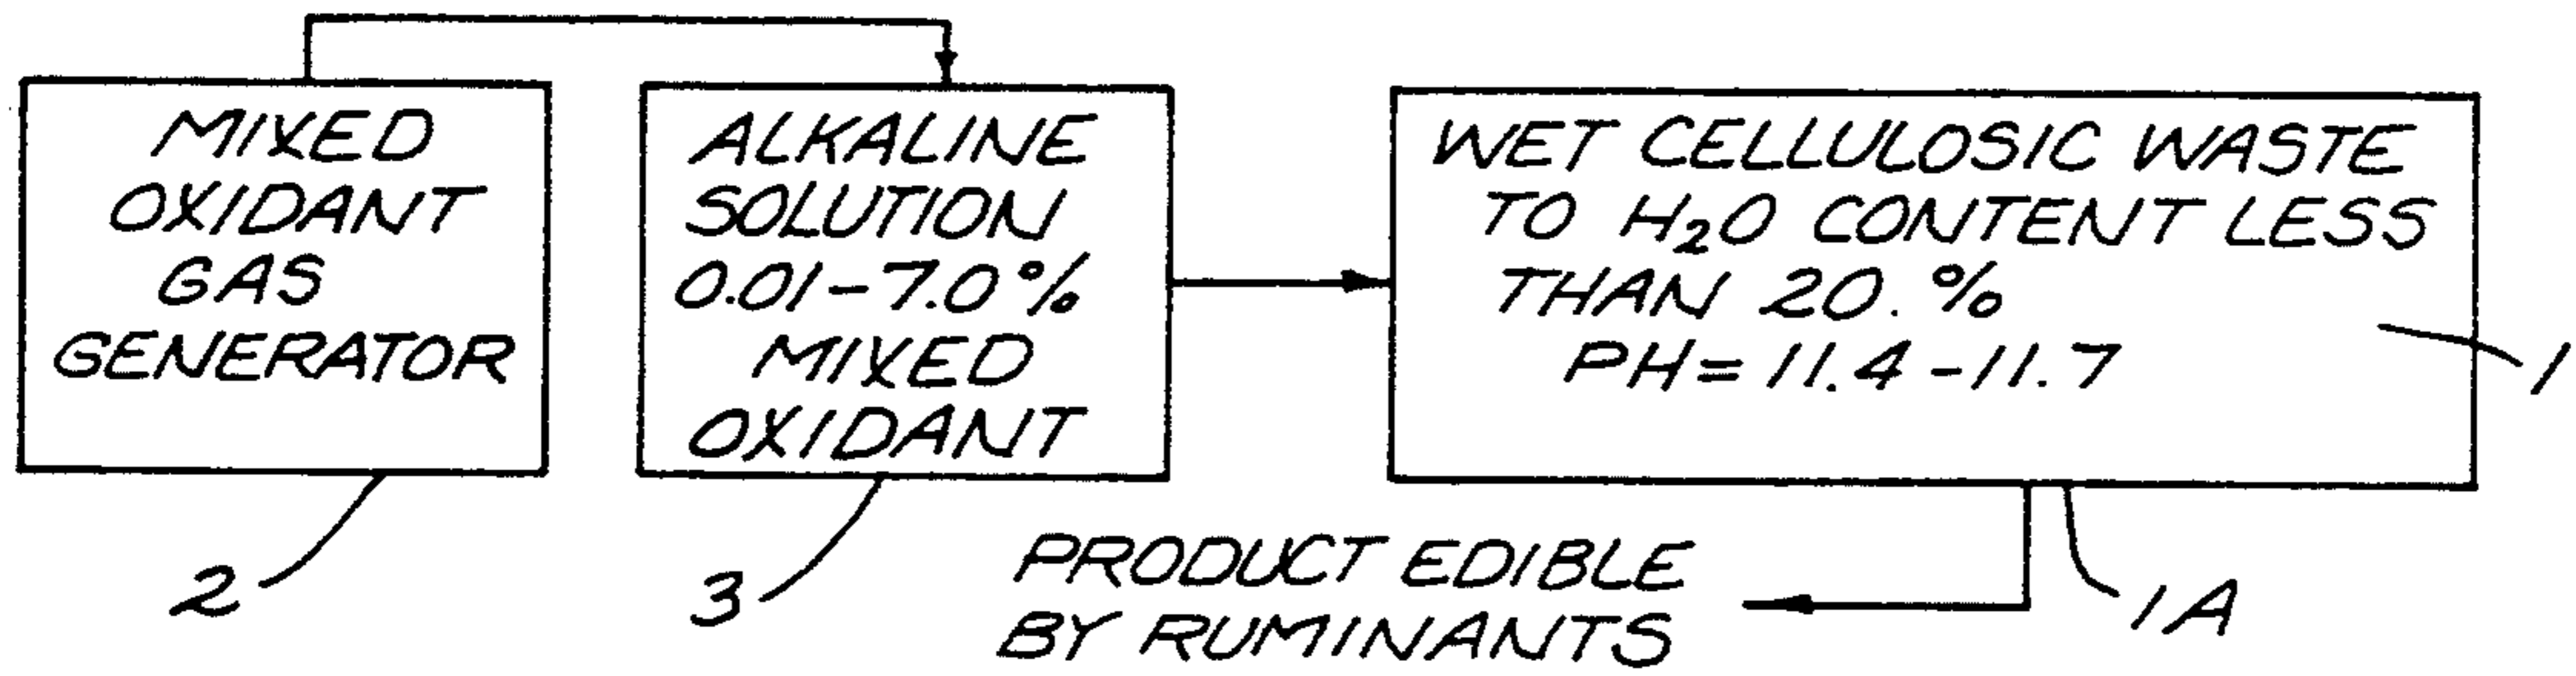 MIXED
OXIDANT
GAS
GENERATOR
2
ALKALINE
SOLUTION
0.01-7.0%
MIXED
OXIDANT
3
WET CELLULOSIC WASTE
TO H₂O CONTENT LESS
THAN 20.%
PH=11.4-11.7
1
1A
PRODUCT EDIBLE
BY RUMINANTS